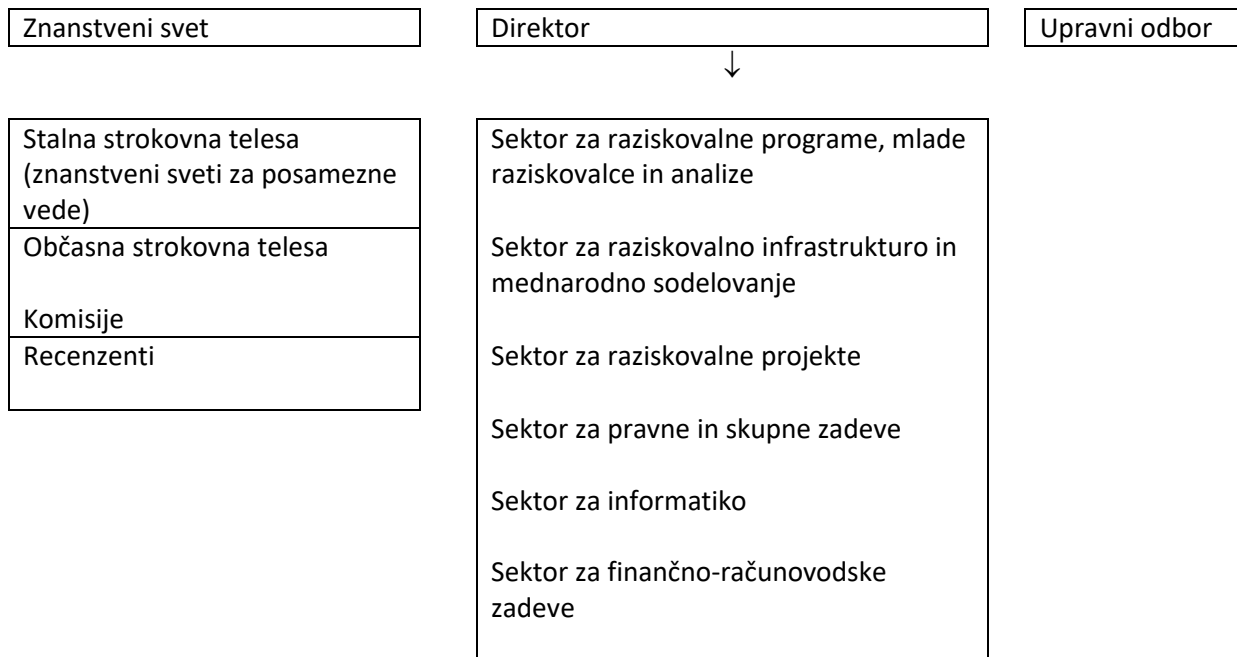 Znanstveni svet
Direktor
Upravni odbor
↓
Stalna strokovna telesa
(znanstveni sveti za posamezne
vede)
Občasna strokovna telesa
Komisije
Recenzenti
Sektor za raziskovalne programe, mlade
raziskovalce in analize
Sektor za raziskovalno infrastrukturo in
mednarodno sodelovanje
Sektor za raziskovalne projekte
Sektor za pravne in skupne zadeve
Sektor za informatiko
Sektor za finančno-računovodske
zadeve